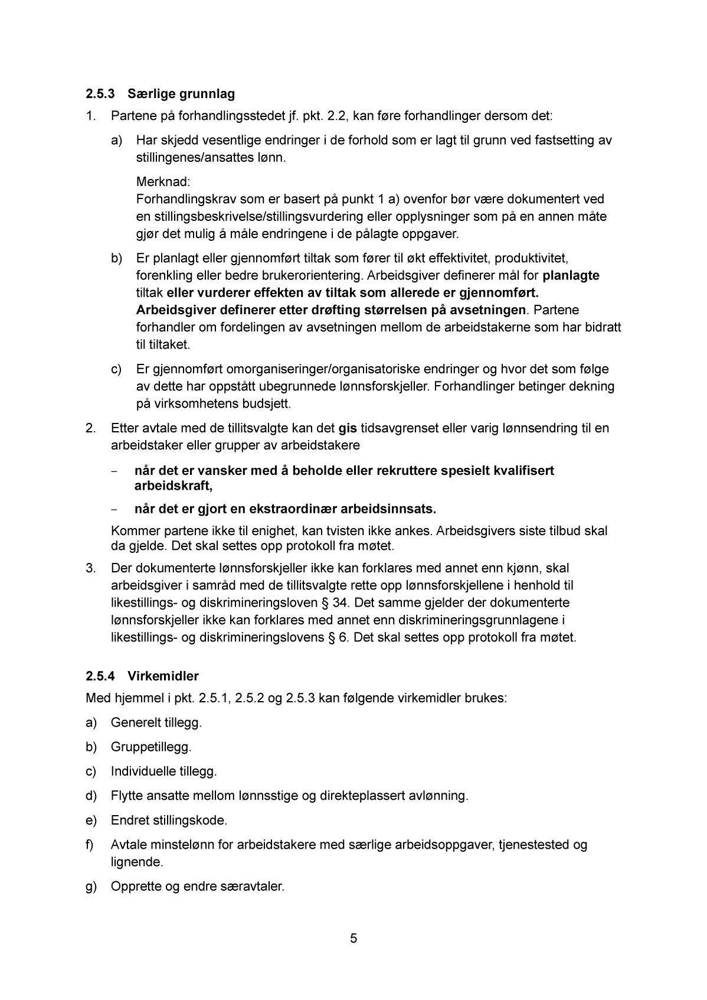 2.5.3 Særlige grunnlag
1. Partene på forhandlingsstedet jf. pkt. 2.2, kan føre forhandlinger dersom det:
a) Har skjedd vesentlige endringer i de forhold som er lagt til grunn ved fastsetting av
stillingenes/ansattes lønn.
Merknad:
Forhandlingskrav som er basert på punkt 1 a) ovenfor bør være dokumentert ved
en stillingsbeskrivelse/stillingsvurdering eller opplysninger som på en annen måte
gjør det mulig å måle endringene i de pålagte oppgaver.
b) Er planlagt eller gjennomført tiltak som fører til økt effektivitet, produktivitet,
forenkling eller bedre brukerorientering. Arbeidsgiver definerer mål for planlagte
tiltak eller vurderer effekten av tiltak som allerede er gjennomført.
Arbeidsgiver definerer etter drøfting størrelsen på avsetningen. Partene
forhandler om fordelingen av avsetningen mellom de arbeidstakerne som har bidratt
til tiltaket.
c) Er gjennomført omorganiseringer/organisatoriske endringer og hvor det som følge
av dette har oppstått ubegrunnede lønnsforskjeller. Forhandlinger betinger dekning
på virksomhetens budsjett.
2. Etter avtale med de tillitsvalgte kan det gis tidsavgrenset eller varig lønnsendring til en
arbeidstaker eller grupper av arbeidstakere
– når det er vansker med å beholde eller rekruttere spesielt kvalifisert
arbeidskraft,
– når det er gjort en ekstraordinær arbeidsinnsats.
Kommer partene ikke til enighet, kan tvisten ikke ankes. Arbeidsgivers siste tilbud skal
da gjelde. Det skal settes opp protokoll fra møtet.
3. Der dokumenterte lønnsforskjeller ikke kan forklares med annet enn kjønn, skal
arbeidsgiver i samråd med de tillitsvalgte rette opp lønnsforskjellene i henhold til
likestillings- og diskrimineringsloven § 34. Det samme gjelder der dokumenterte
lønnsforskjeller ikke kan forklares med annet enn diskrimineringsgrunnlagene i
likestillings- og diskrimineringslovens § 6. Det skal settes opp protokoll fra møtet.
2.5.4 Virkemidler
Med hjemmel i pkt. 2.5.1, 2.5.2 og 2.5.3 kan følgende virkemidler brukes:
a) Generelt tillegg.
b) Gruppetillegg.
c) Individuelle tillegg.
d) Flytte ansatte mellom lønnsstige og direkteplassert avlønning.
e) Endret stillingskode.
f) Avtale minstelønn for arbeidstakere med særlige arbeidsoppgaver, tjenestested og
lignende.
g) Opprette og endre særavtaler.
5